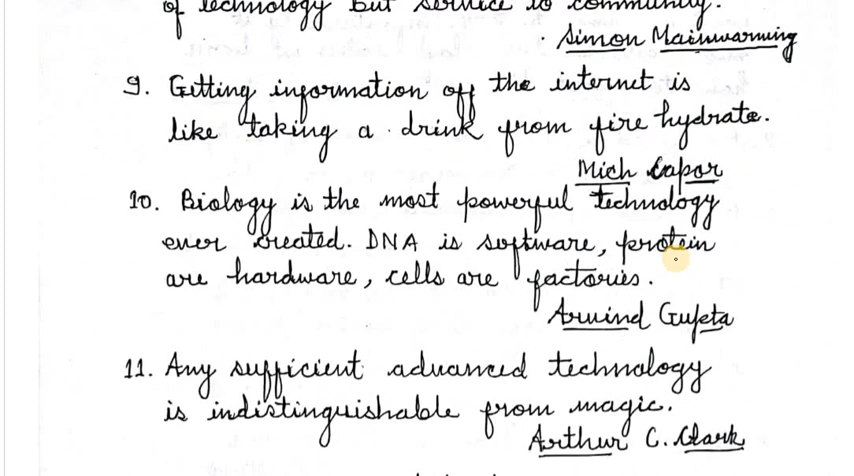 of technology but service to community.
. Simon Mainwarning
9. Getting information off the internet is
like taking a drink from fire hydrate.
Mich Capor
10. Biology is the most powerful technology
ever created. DNA is software, protein
are hardware, cells are factories.
Arwind Gupta
11. Any sufficient advanced technology
is indistinguishable from magic.
Arthur C. Clark